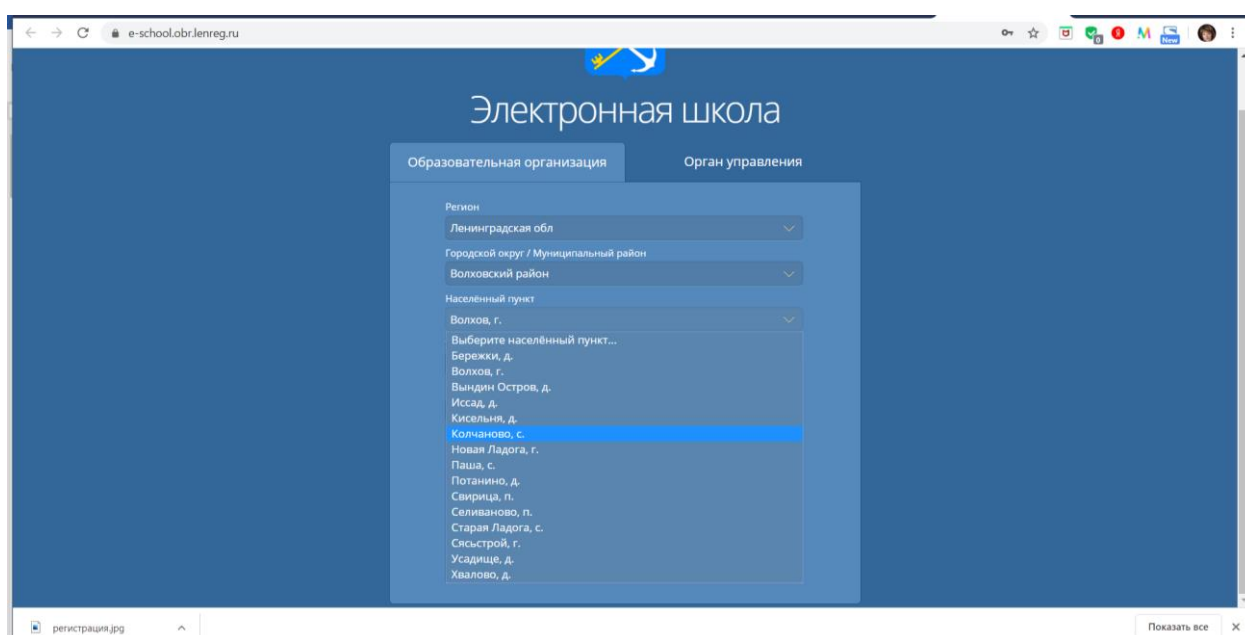 e-school.obr.lenreg.ru
New
Электронная школа
Образовательная организация
Орган управления
Регион
Ленинградская обл
Городской округ / Муниципальный район
Волховский район
Населённый пункт
Волхов, г.
Выберите населённый пункт...
Бережки, д.
Волхов, г.
Вындин Остров, д.
Иссад, д.
Кисельня, д.
Колчаново, с.
Новая Ладога, г.
Паша, с.
Потанино, д.
Свирица, п.
Селиваново, п.
Старая Ладога, с.
Сясьстрой, г.
Усадище, д.
Хвалово, д.
регистрация.jpg
Показать все